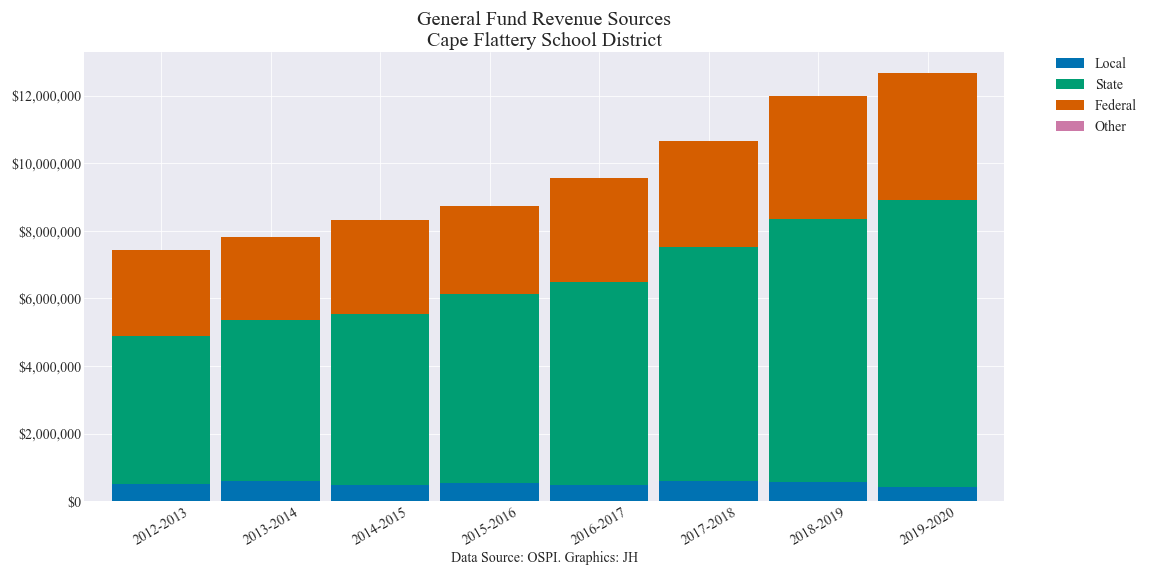 General Fund Revenue Sources
Cape Flattery School District
Local
State
Federal
Other
$12,000,000
$10,000,000
$8,000,000
$6,000,000
$4,000,000
$2,000,000
$0
2012-2013
2013-2014
2014-2015
2015-2016
2016-2017
2017-2018
2018-2019
2019-2020
Data Source: OSPI. Graphics: JH